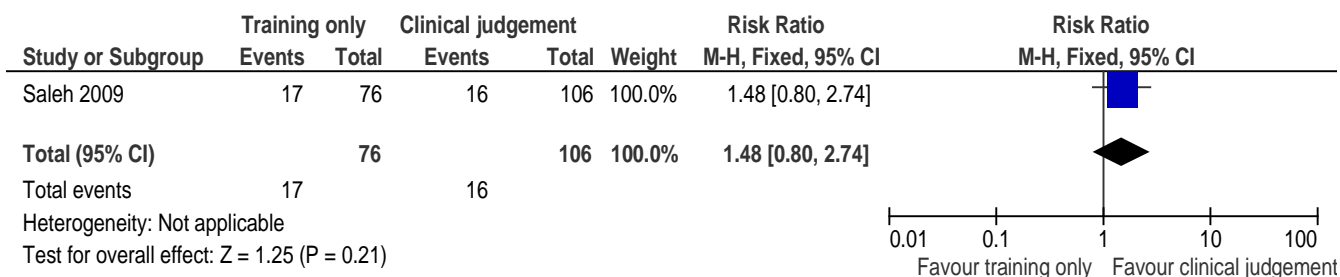 Training only Clinical judgement Risk Ratio Risk Ratio
Study or Subgroup Events Total Events Total Weight M-H, Fixed, 95% CI M-H, Fixed, 95% CI
Saleh 2009 17 76 16 106 100.0% 1.48 [0.80, 2.74]
Total (95% CI) 76 106 100.0% 1.48 [0.80, 2.74]
Total events 17 16
Heterogeneity: Not applicable
Test for overall effect: Z = 1.25 (P = 0.21)
0.01 0.1 1 10 100
Favour training only Favour clinical judgement